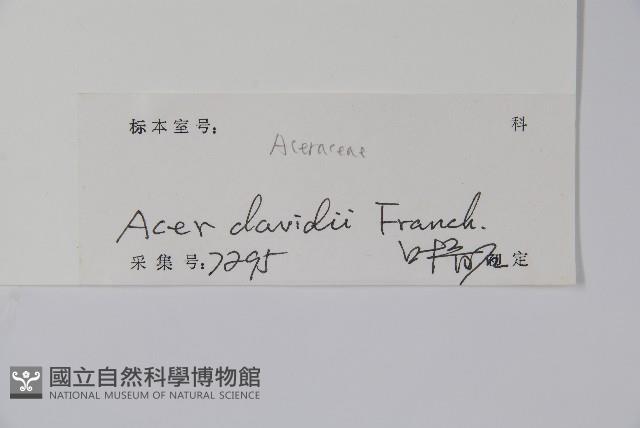 标本室号: 科
Aceraceae
Acer davidii Franch.
采集号: 7295 定
國立自然科學博物館
NATIONAL MUSEUM OF NATURAL SCIENCE